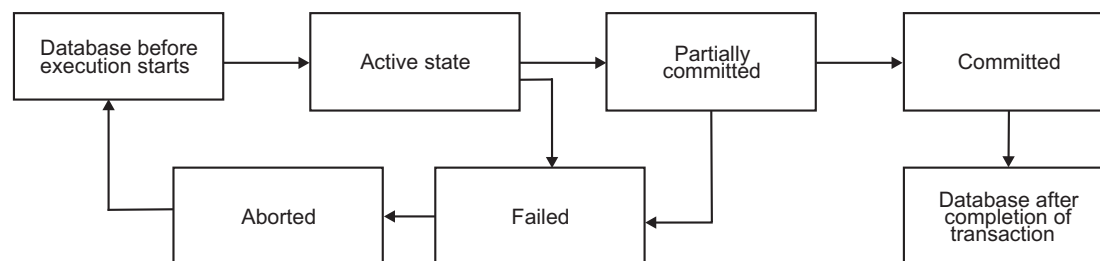 Database before
execution starts
Active state
Partially
committed
Committed
Aborted
Failed
Database after
completion of
transaction